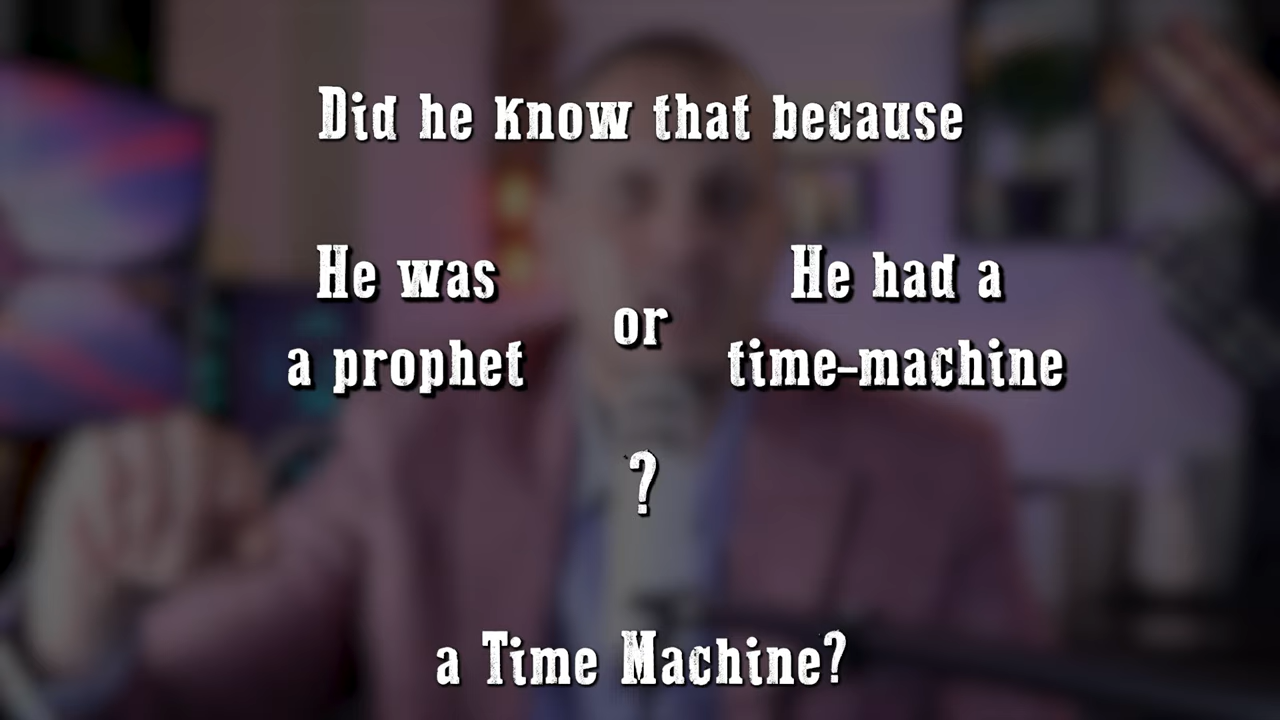 Did he know that because
He was
a prophet
or
He had a
time-machine
?
a Time Machine?